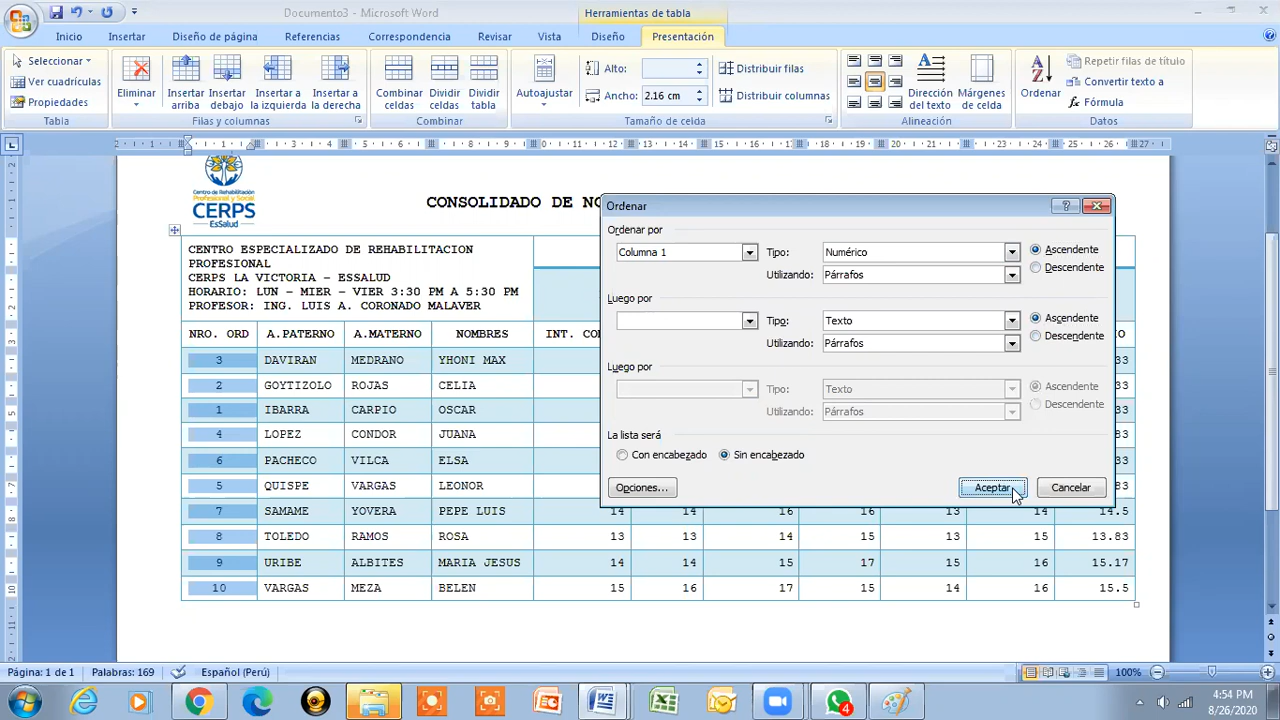 Documento3 - Microsoft Word
Herramientas de tabla
Inicio Insertar Diseño de página Referencias Correspondencia Revisar Vista Diseño Presentación
Seleccionar
Ver cuadrículas
Propiedades
Tabla
Eliminar
Insertar arriba
Insertar debajo
Insertar a la izquierda
Insertar a la derecha
Filas y columnas
Combinar celdas
Dividir celdas
Dividir tabla
Combinar
Autoajustar
Alto:
Ancho: 2.16 cm
Distribuir filas
Distribuir columnas
Tamaño de celda
Dirección del texto
Márgenes de celda
Alineación
Ordenar
Repetir filas de título
Convertir texto a
Fórmula
Datos
Centro de Rehabilitación
Profesional y Social
CERPS
EsSalud
CONSOLIDADO DE NO
CENTRO ESPECIALIZADO DE REHABILITACION
PROFESIONAL
CERPS LA VICTORIA - ESSALUD
HORARIO: LUN - MIER - VIER 3:30 PM A 5:30 PM
PROFESOR: ING. LUIS A. CORONADO MALAVER
NRO. ORD A.PATERNO A.MATERNO NOMBRES INT. CO IO
3 DAVIRAN MEDRANO YHONI MAX 33
2 GOYTIZOLO ROJAS CELIA 33
1 IBARRA CARPIO OSCAR 33
4 LOPEZ CONDOR JUANA 83
6 PACHECO VILCA ELSA 33
5 QUISPE VARGAS LEONOR 83
7 SAMAME YOVERA PEPE LUIS 14 14 16 16 13 14 14.5
8 TOLEDO RAMOS ROSA 13 13 14 15 13 15 13.83
9 URIBE ALBITES MARIA JESUS 14 14 15 17 15 16 15.17
10 VARGAS MEZA BELEN 15 16 17 15 14 16 15.5
Ordenar
Ordenar por
Columna 1 Tipo: Numérico Ascendente
Utilizando: Párrafos Descendente
Luego por
Tipo: Texto Ascendente
Utilizando: Párrafos Descendente
Luego por
Tipo: Texto Ascendente
Utilizando: Párrafos Descendente
La lista será
Con encabezado Sin encabezado
Opciones... Aceptar Cancelar
Página: 1 de 1 Palabras: 169 Español (Perú) 100%
4
4:54 PM
8/26/2020